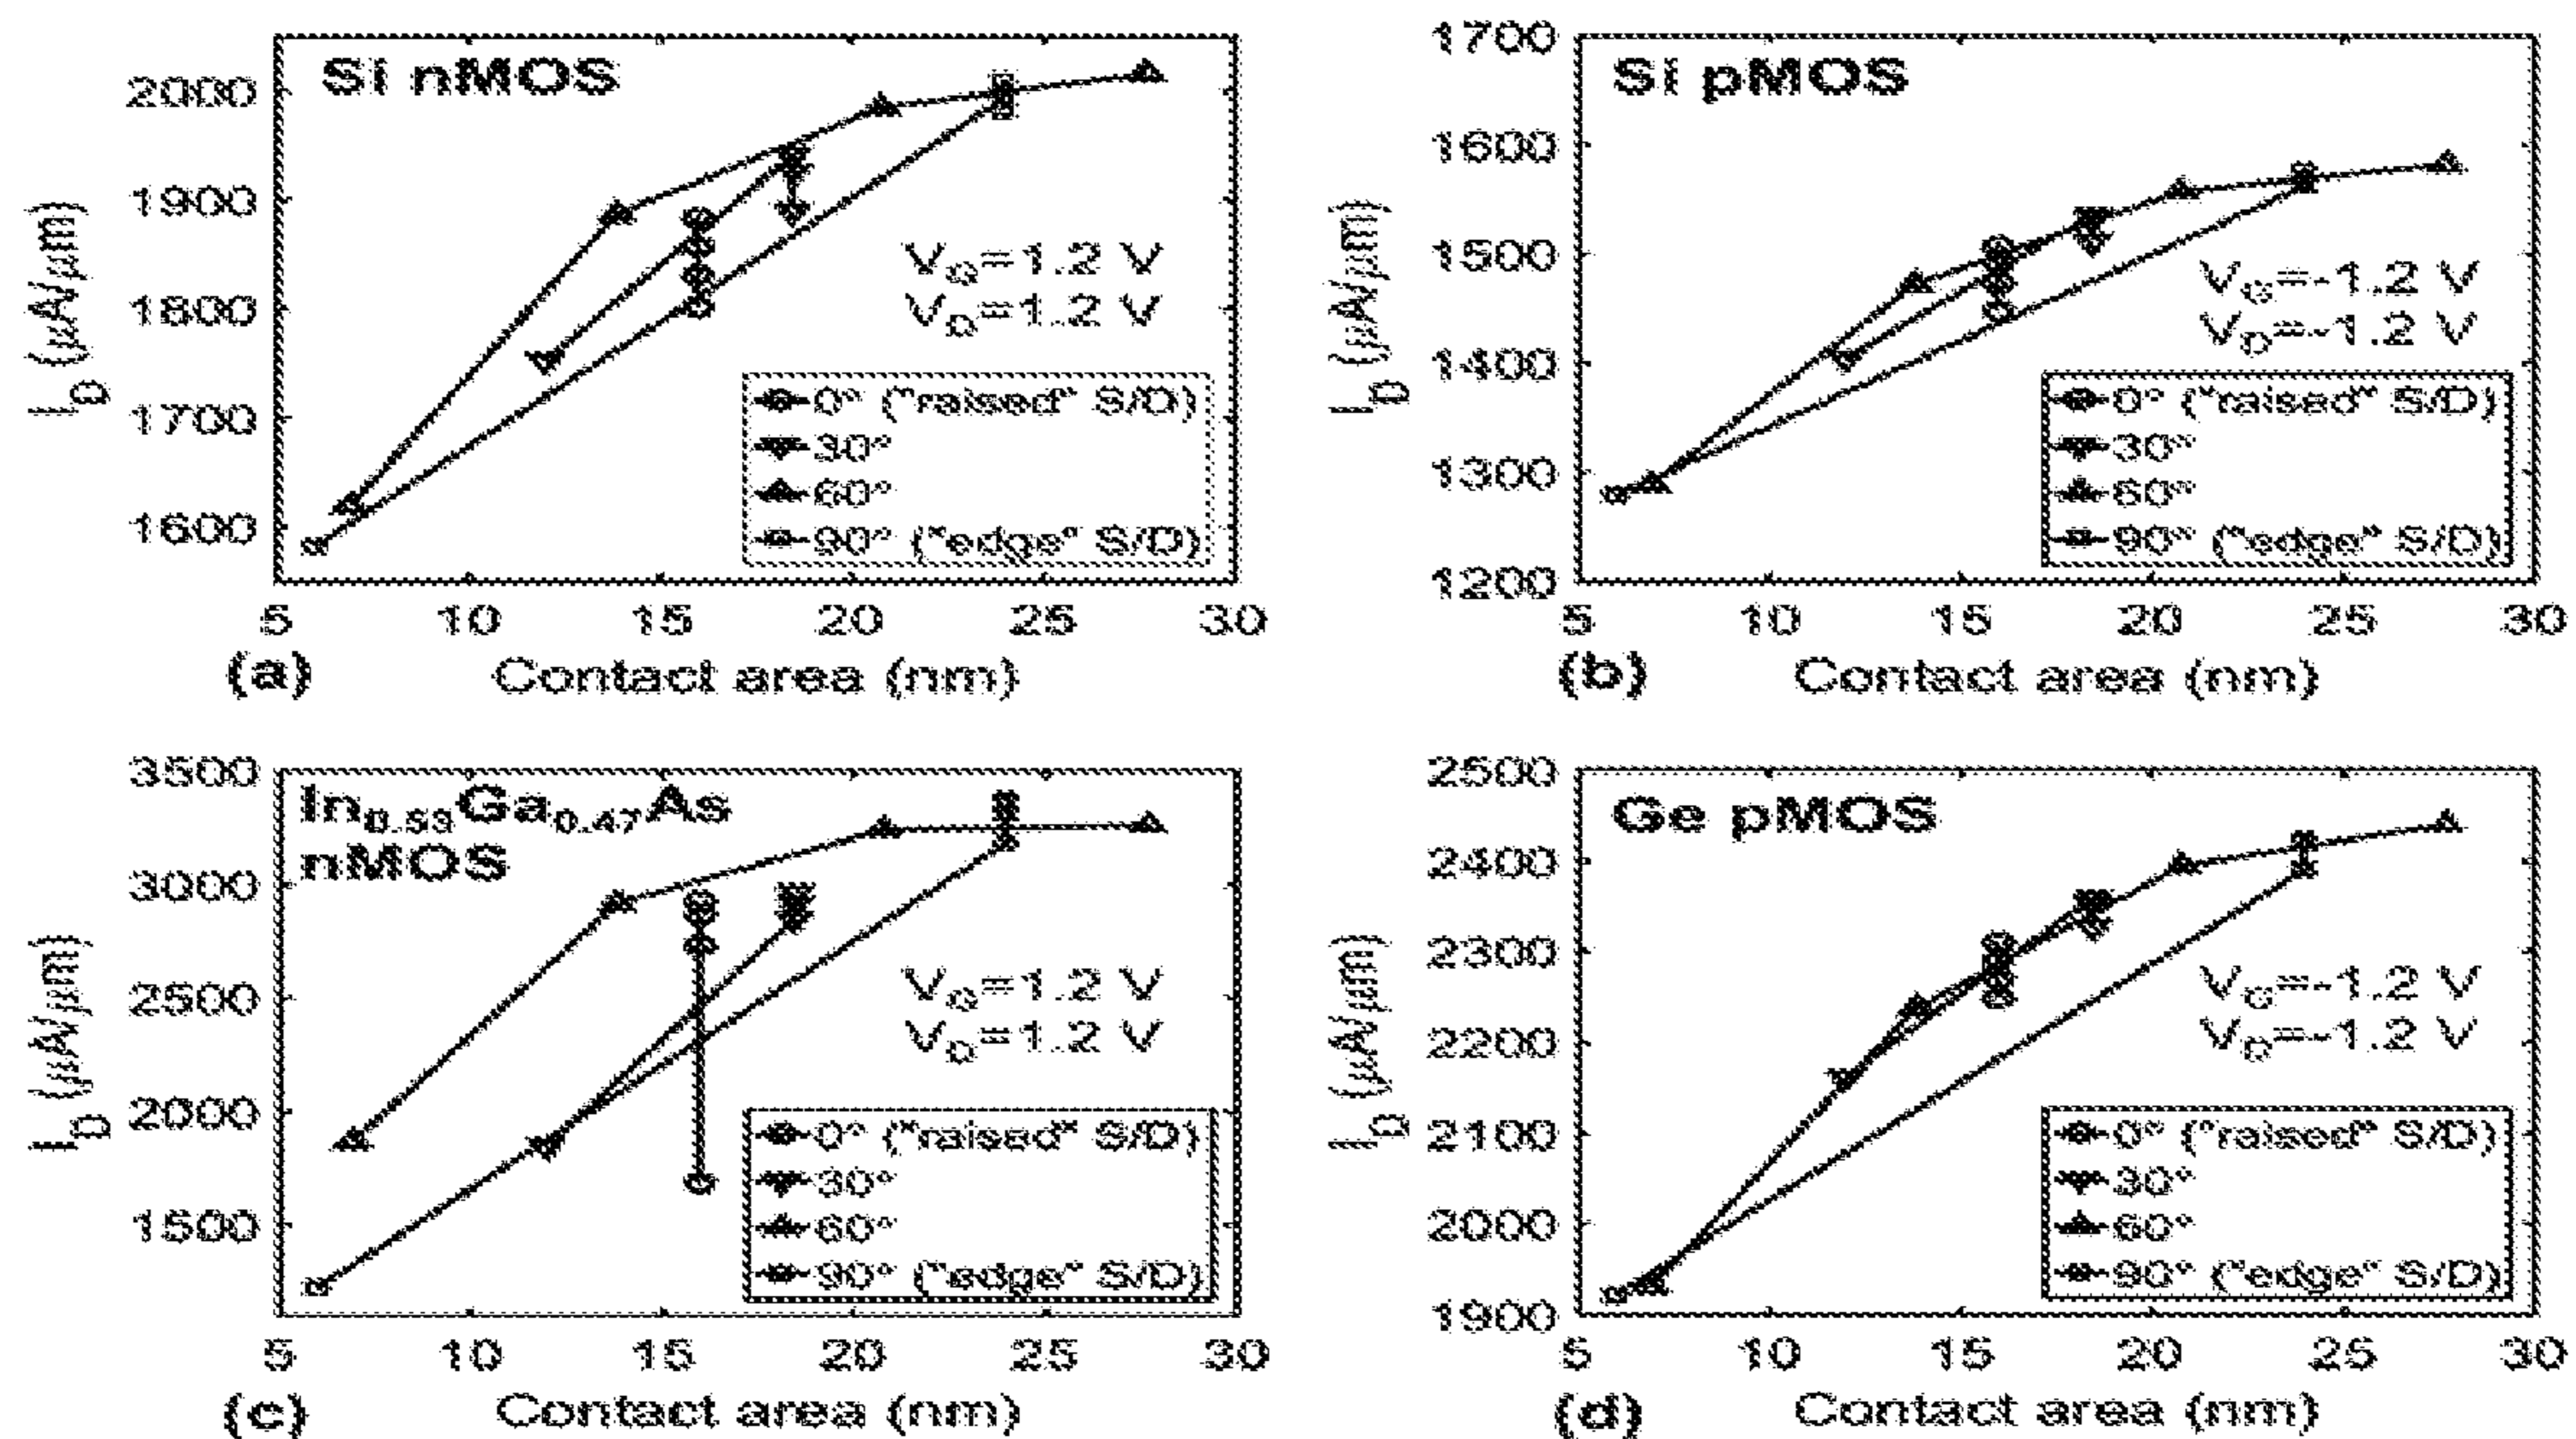 Si nMOS
2000
1900
1800
1700
1600
I_D (μA/μm)
V_G=1.2 V
V_D=1.2 V
0° ("raised" S/D)
30°
60°
90° ("edge" S/D)
5 10 15 20 25 30
(a) Contact area (nm)
Si pMOS
1700
1600
1500
1400
1300
1200
I_D (μA/μm)
V_G=-1.2 V
V_D=-1.2 V
0° ("raised" S/D)
30°
60°
90° ("edge" S/D)
5 10 15 20 25 30
(b) Contact area (nm)
In0.53Ga0.47As
nMOS
3500
3000
2500
2000
1500
I_D (μA/μm)
V_G=1.2 V
V_D=1.2 V
0° ("raised" S/D)
30°
60°
90° ("edge" S/D)
5 10 15 20 25 30
(c) Contact area (nm)
Ge pMOS
2500
2400
2300
2200
2100
2000
1900
I_D (μA/μm)
V_G=-1.2 V
V_D=-1.2 V
0° ("raised" S/D)
30°
60°
90° ("edge" S/D)
5 10 15 20 25 30
(d) Contact area (nm)